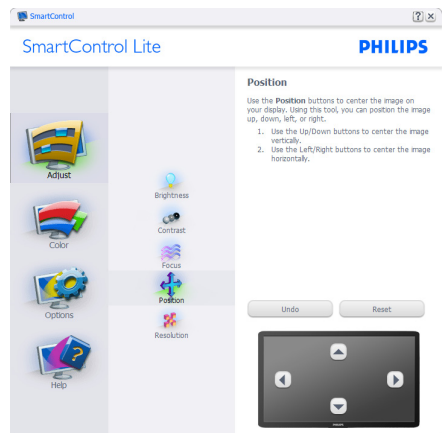 SmartControl
SmartControl Lite
PHILIPS
Adjust
Color
Options
Help
Brightness
Contrast
Focus
Position
Resolution
Position
Use the Position buttons to center the image on
your display. Using this tool, you can position the image
up, down, left, or right.
1. Use the Up/Down buttons to center the image
vertically.
2. Use the Left/Right buttons to center the image
horizontally.
Undo
Reset
PHILIPS